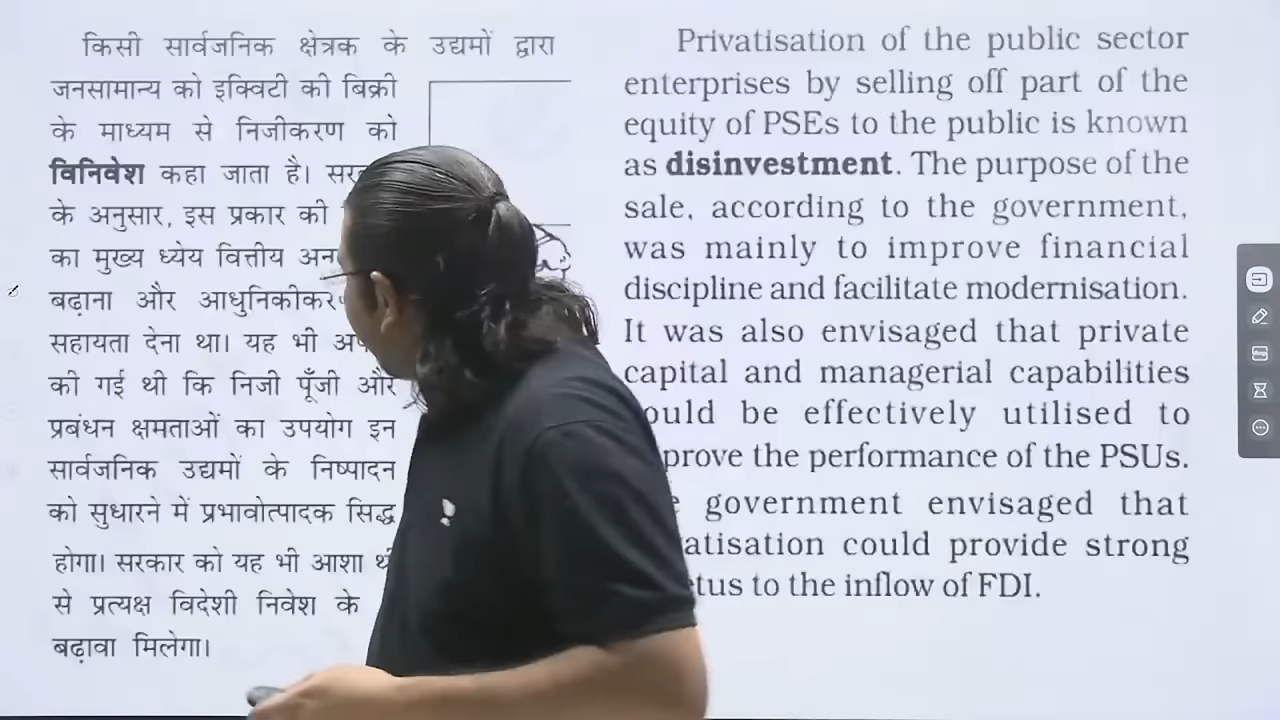 किसी सार्वजनिक क्षेत्रक के उद्यमों द्वारा
जनसामान्य को इक्विटी की बिक्री
के माध्यम से निजीकरण को
विनिवेश कहा जाता है।
के अनुसार, इस प्रकार की
का मुख्य ध्येय वित्तीय
बढ़ाना और
सहायता देना था। यह भी
की गई थी कि निजी पूँजी और
प्रबंधन क्षमताओं का उपयोग इन
सार्वजनिक उद्यमों के निष्पादन
को सुधारने में प्रभावोत्पादक सिद्ध
होगा। सरकार को यह भी आशा
से प्रत्यक्ष विदेशी निवेश के
बढ़ावा मिलेगा।
Privatisation of the public sector
enterprises by selling off part of the
equity of PSEs to the public is known
as disinvestment. The purpose of the
sale, according to the government,
was mainly to improve financial
discipline and facilitate modernisation.
It was also envisaged that private
capital and managerial capabilities
be effectively utilised to
the performance of the PSUs.
government envisaged that
could provide strong
to the inflow of FDI.